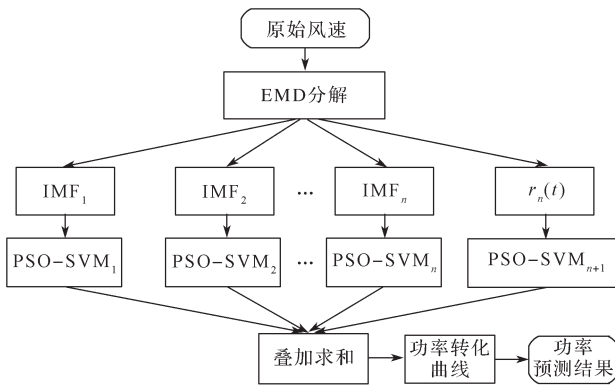 原始风速
EMD分解
IMF₁ IMF₂ ... IMFₙ rₙ(t)
PSO-SVM₁ PSO-SVM₂ ... PSO-SVMₙ PSO-SVMₙ₊₁
叠加求和
功率转化
曲线
功率
预测结果